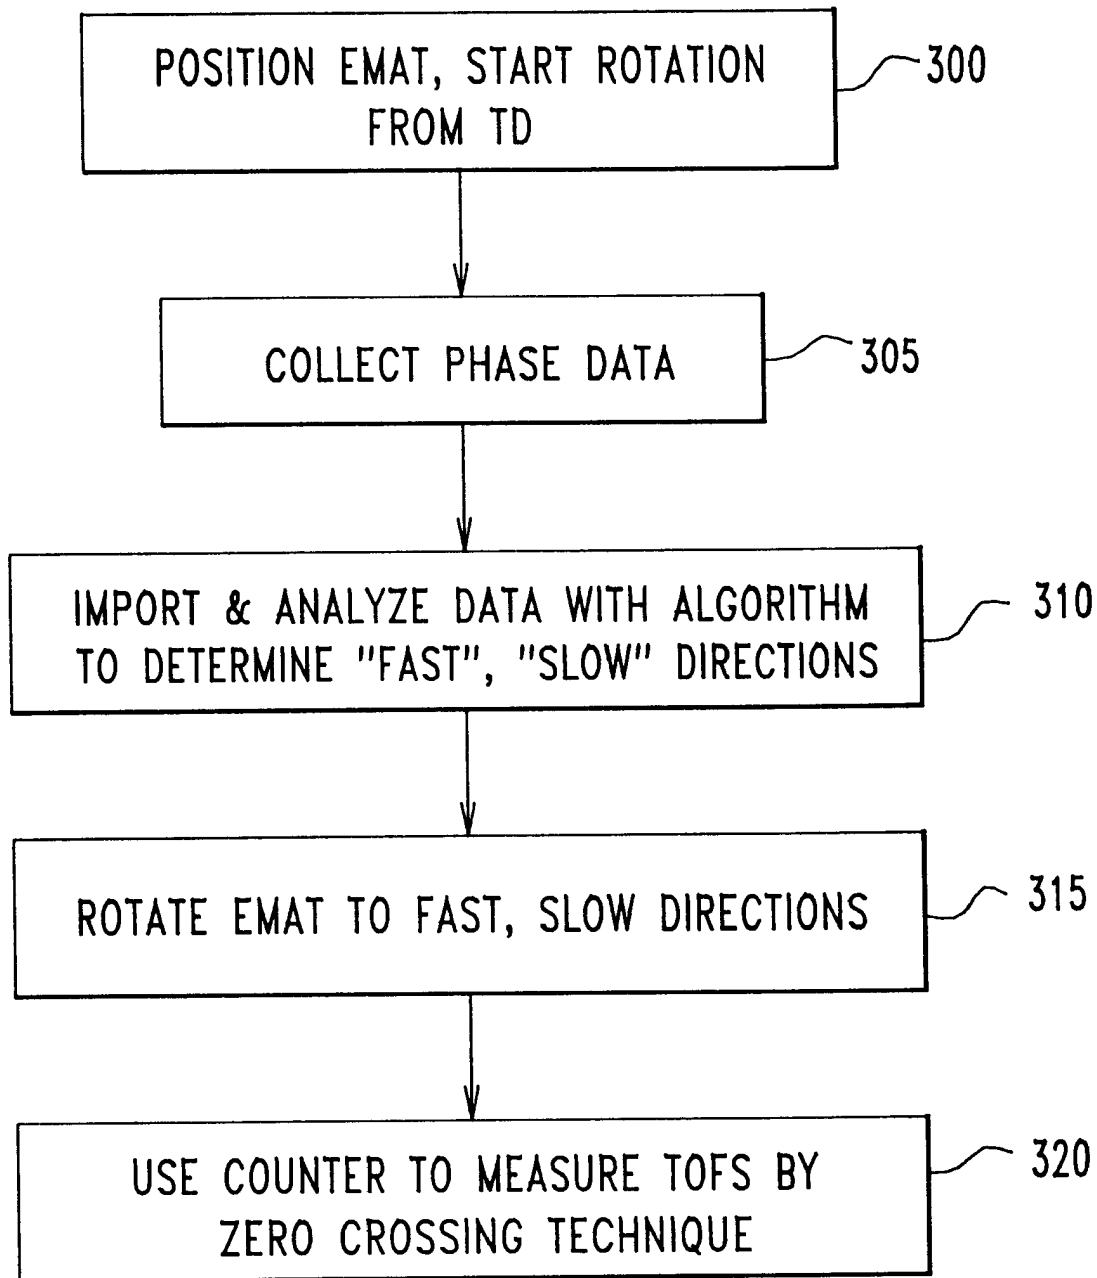 POSITION EMAT, START ROTATION
FROM TD
300
COLLECT PHASE DATA
305
IMPORT & ANALYZE DATA WITH ALGORITHM
TO DETERMINE "FAST", "SLOW" DIRECTIONS
310
ROTATE EMAT TO FAST, SLOW DIRECTIONS
315
USE COUNTER TO MEASURE TOFS BY
ZERO CROSSING TECHNIQUE
320